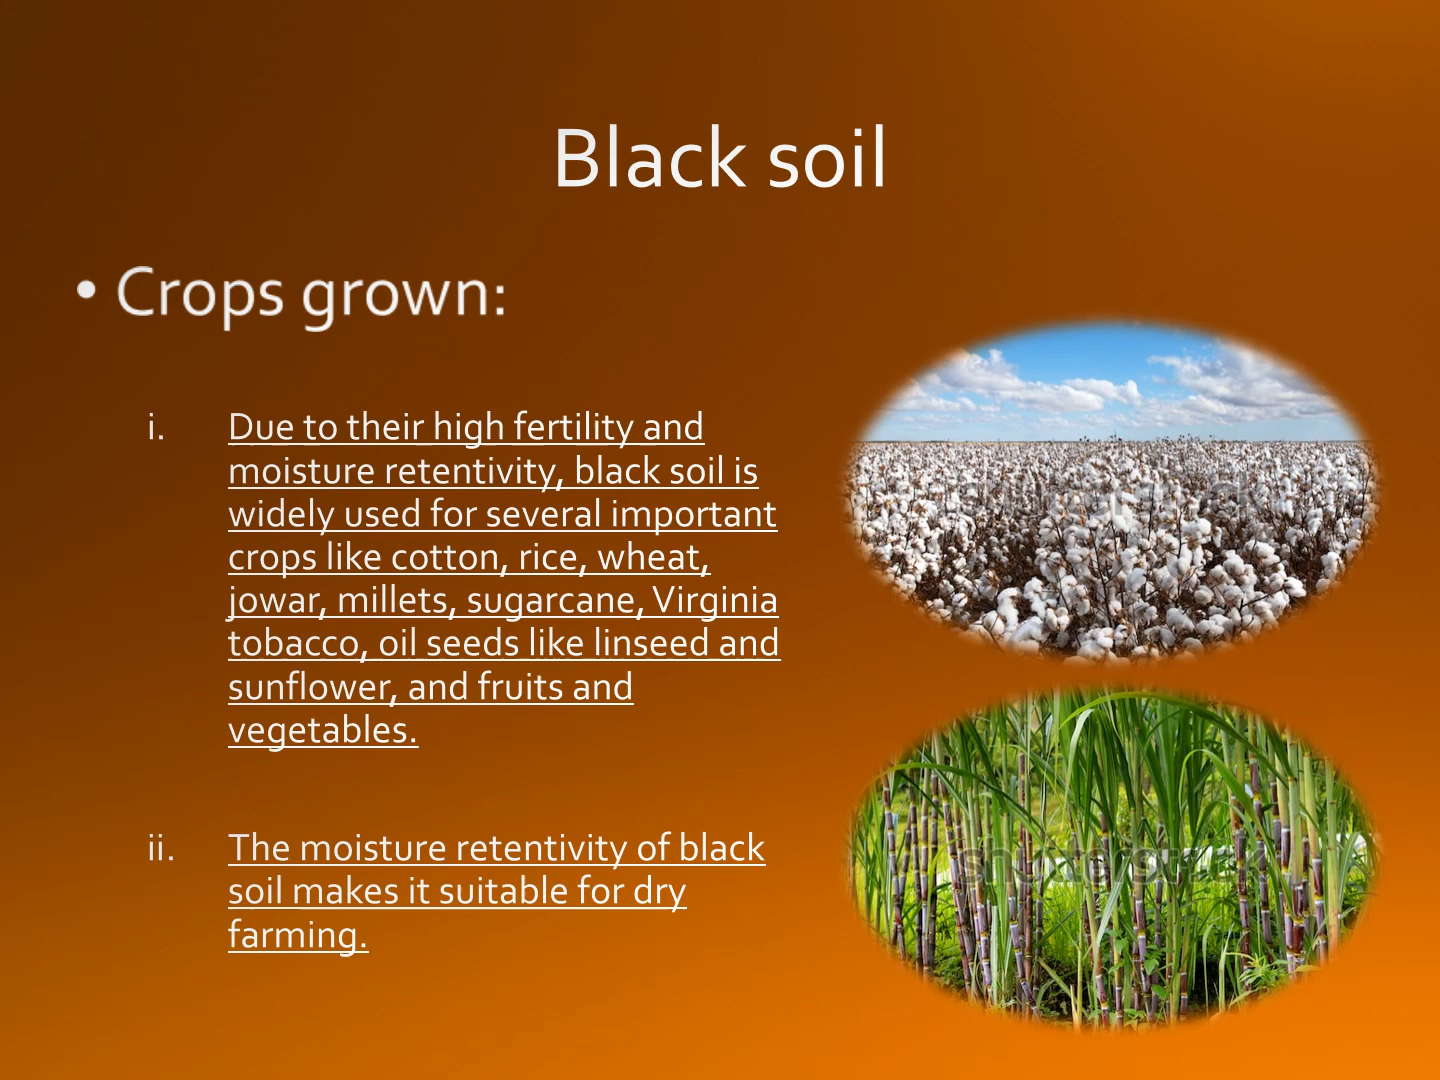 Black soil
• Crops grown:
i. Due to their high fertility and
moisture retentivity, black soil is
widely used for several important
crops like cotton, rice, wheat,
jowar, millets, sugarcane, Virginia
tobacco, oil seeds like linseed and
sunflower, and fruits and
vegetables.
ii. The moisture retentivity of black
soil makes it suitable for dry
farming.
shutterstock